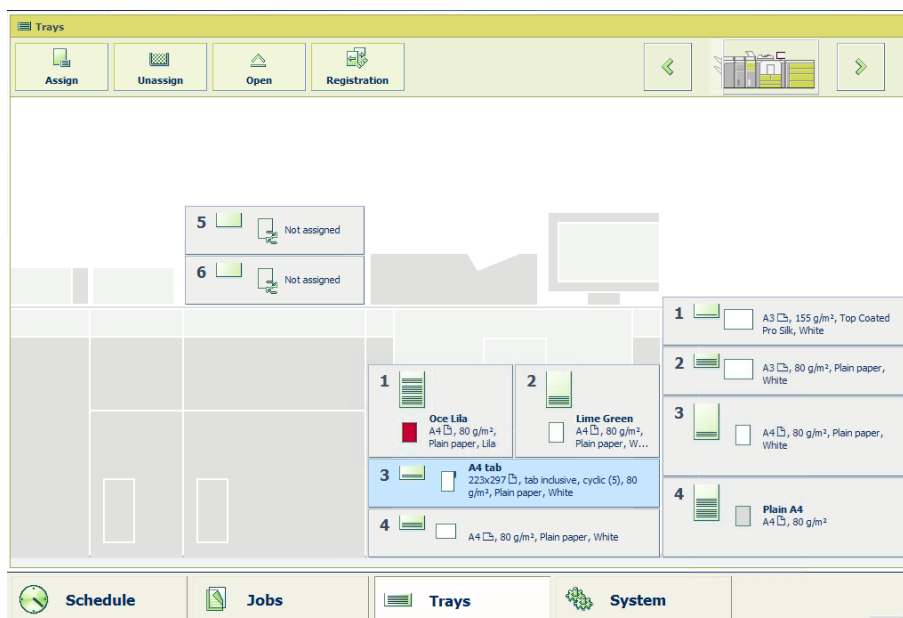 Trays
Assign
Unassign
Open
Registration
5
Not assigned
6
Not assigned
1
A3, 155 g/m², Top Coated
Pro Silk, White
2
A3, 80 g/m², Plain paper,
White
3
A4, 80 g/m², Plain paper,
White
4
Plain A4
A4, 80 g/m²
1
Oce Lila
A4, 80 g/m²,
Plain paper, Lila
2
Lime Green
A4, 80 g/m²,
Plain paper, W...
3
A4 tab
223x297, tab inclusive, cyclic (5), 80
g/m², Plain paper, White
4
A4, 80 g/m², Plain paper, White
Schedule
Jobs
Trays
System